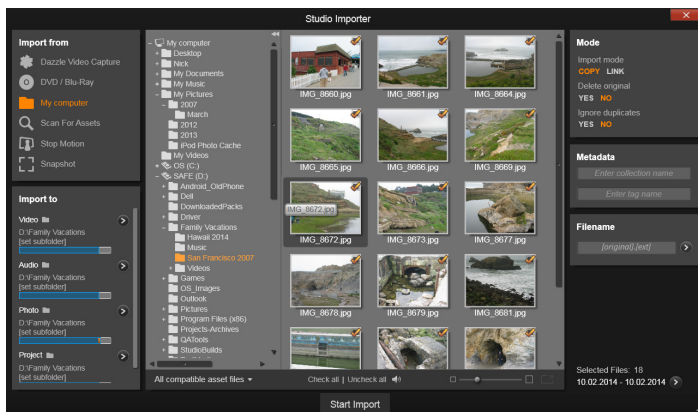 Studio Importer
Import from
Dazzle Video Capture
DVD / Blu-Ray
My computer
Scan For Assets
Stop Motion
Snapshot
Import to
Video
D:\Family Vacations
[set subfolder]
Audio
D:\Family Vacations
[set subfolder]
Photo
D:\Family Vacations
[set subfolder]
Project
D:\Family Vacations
[set subfolder]
My computer
Desktop
Nick
My Documents
My Music
My Pictures
2007
March
2012
2013
iPod Photo Cache
My Videos
OS (C:)
SAFE (D:)
Android_OldPhone
Dell
DownloadedPacks
Driver
Family Vacations
Hawaii 2014
Music
San Francisco 2007
Videos
Games
OS_Images
Outlook
Pictures
Program Files (x86)
Projects-Archives
QATools
StudioBuilds
All compatible asset files
IMG_8660.jpg
IMG_8661.jpg
IMG_8664.jpg
IMG_8665.jpg
IMG_8666.jpg
IMG_8669.jpg
IMG_8672.jpg
IMG_8672.jpg
IMG_8673.jpg
IMG_8677.jpg
IMG_8678.jpg
IMG_8679.jpg
IMG_8681.jpg
Check all | Uncheck all
Mode
Import mode
COPY LINK
Delete original
YES NO
Ignore duplicates
YES NO
Metadata
Enter collection name
Enter tag name
Filename
[original].[ext]
Selected Files: 18
10.02.2014 - 10.02.2014
Start Import